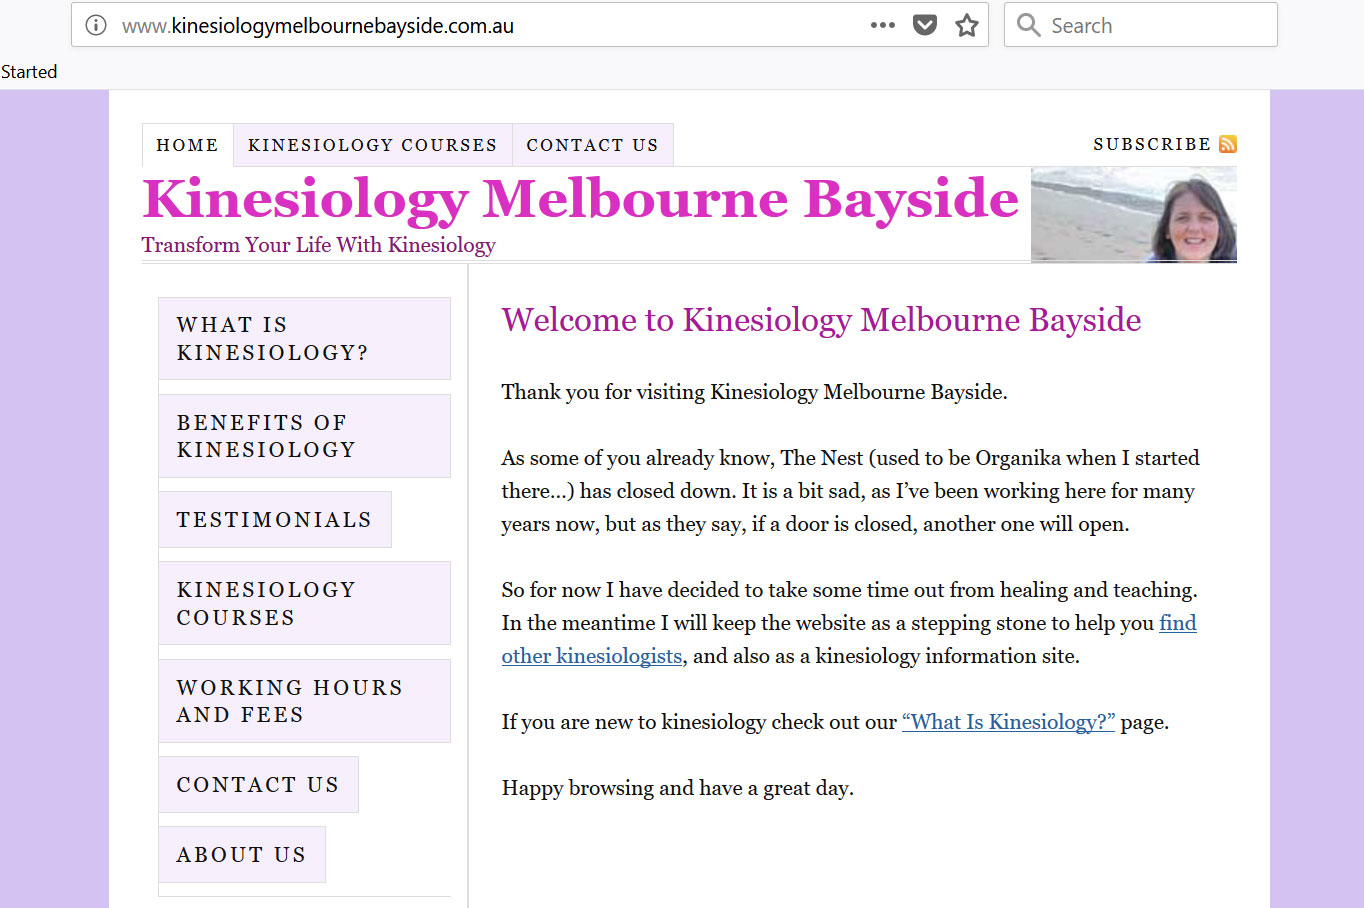 www.kinesiologymelbournebayside.com.au
Search
Started
HOME
KINESIOLOGY COURSES
CONTACT US
SUBSCRIBE
Kinesiology Melbourne Bayside
Transform Your Life With Kinesiology
WHAT IS
KINESIOLOGY?
BENEFITS OF
KINESIOLOGY
TESTIMONIALS
KINESIOLOGY
COURSES
WORKING HOURS
AND FEES
CONTACT US
ABOUT US
Welcome to Kinesiology Melbourne Bayside
Thank you for visiting Kinesiology Melbourne Bayside.
As some of you already know, The Nest (used to be Organika when I started
there...) has closed down. It is a bit sad, as I’ve been working here for many
years now, but as they say, if a door is closed, another one will open.
So for now I have decided to take some time out from healing and teaching.
In the meantime I will keep the website as a stepping stone to help you find
other kinesiologists, and also as a kinesiology information site.
If you are new to kinesiology check out our “What Is Kinesiology?” page.
Happy browsing and have a great day.